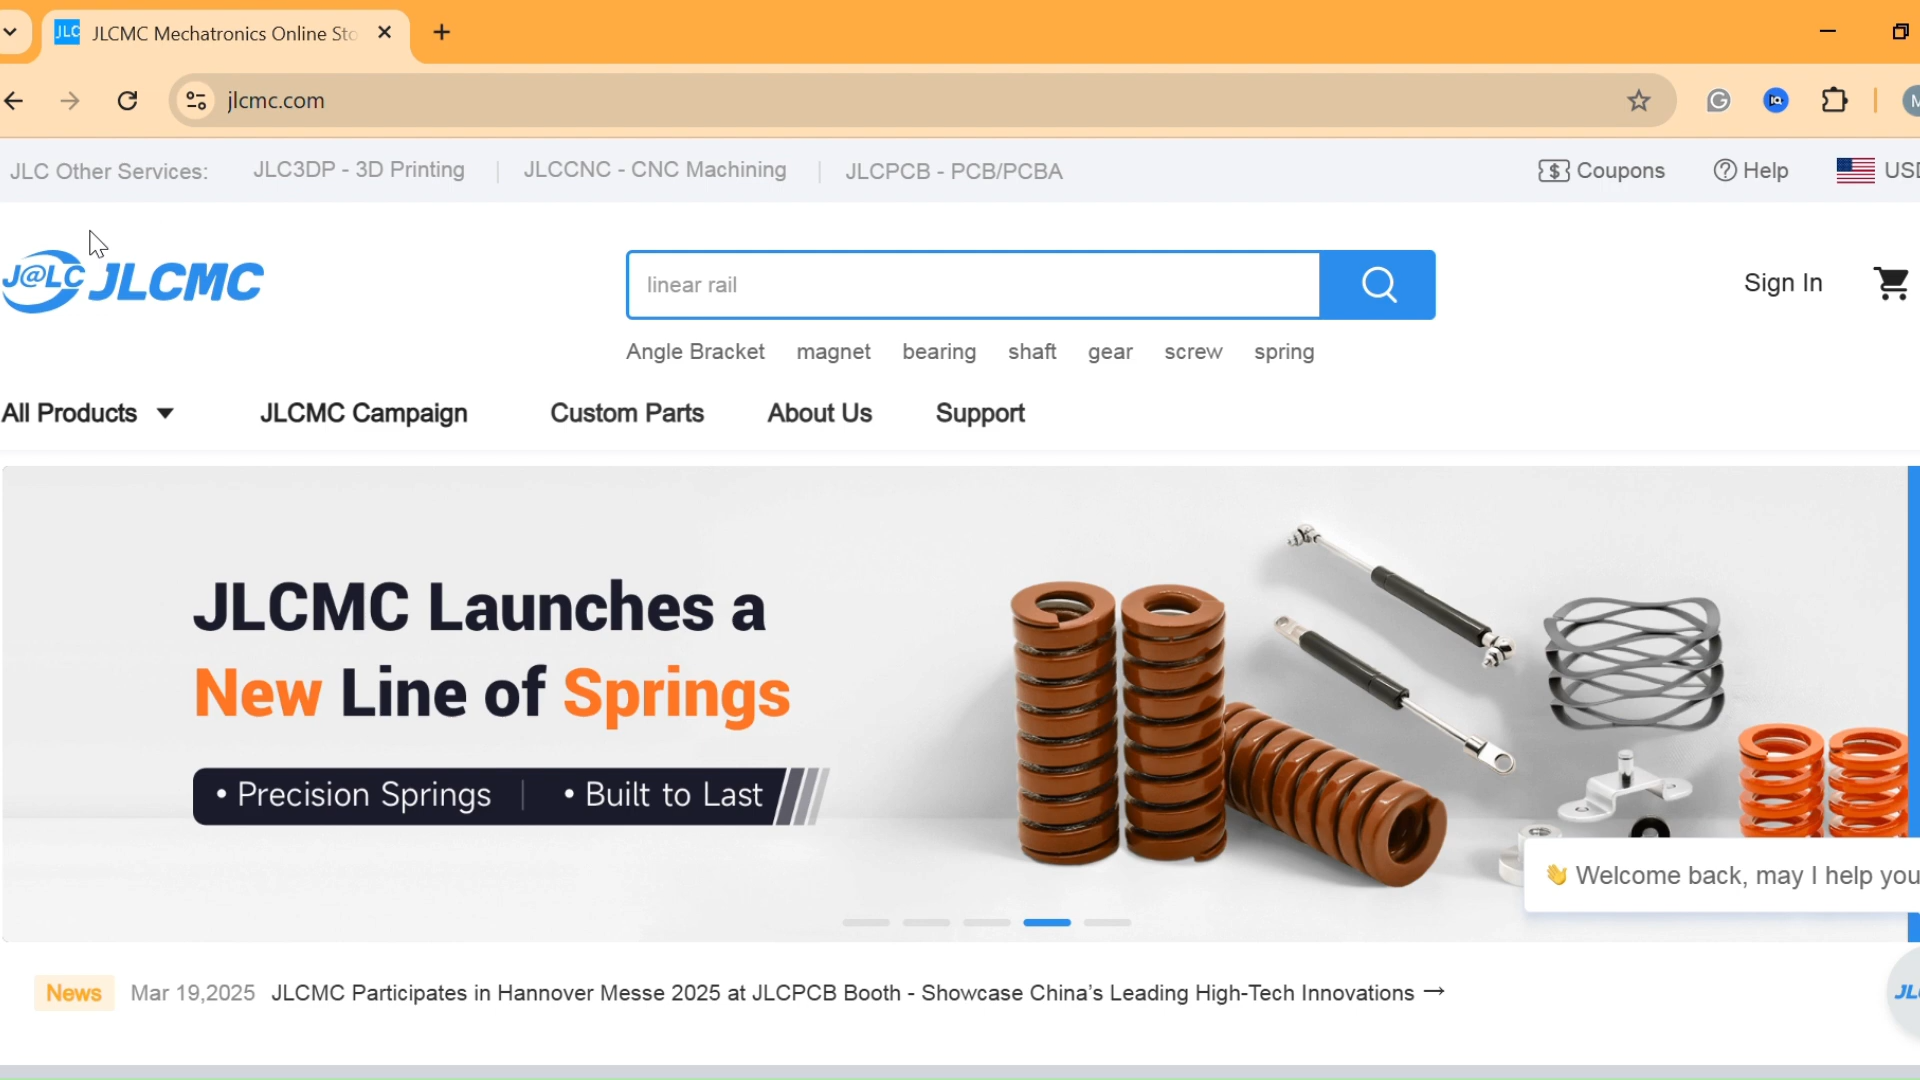 JLC
JLCMC Mechatronics Online Sto
jlcmc.com
JLC Other Services:
JLC3DP - 3D Printing
JLCCNC - CNC Machining
JLCPCB - PCB/PCBA
Coupons
Help
USD
J@LC JLCMC
linear rail
Sign In
Angle Bracket magnet bearing shaft gear screw spring
All Products
JLCMC Campaign
Custom Parts
About Us
Support
JLCMC Launches a
New Line of Springs
• Precision Springs | • Built to Last
👋 Welcome back, may I help you
News Mar 19,2025 JLCMC Participates in Hannover Messe 2025 at JLCPCB Booth - Showcase China's Leading High-Tech Innovations →